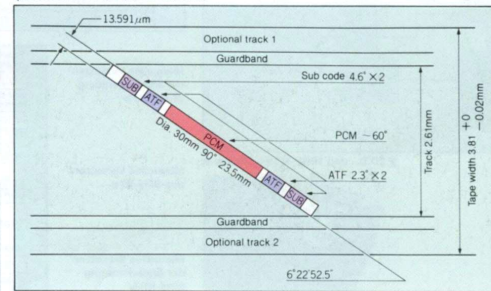 13.591μm
Optional track 1
Guardband
Sub code 4.6° ×2
SUB
ATF
PCM
Dia. 30mm 90° 23.5mm
PCM ~60°
ATF 2.3° ×2
ATF
SUB
Track 2.61mm
Tape width 3.81 +0 −0.02mm
Guardband
Optional track 2
6°22'52.5"